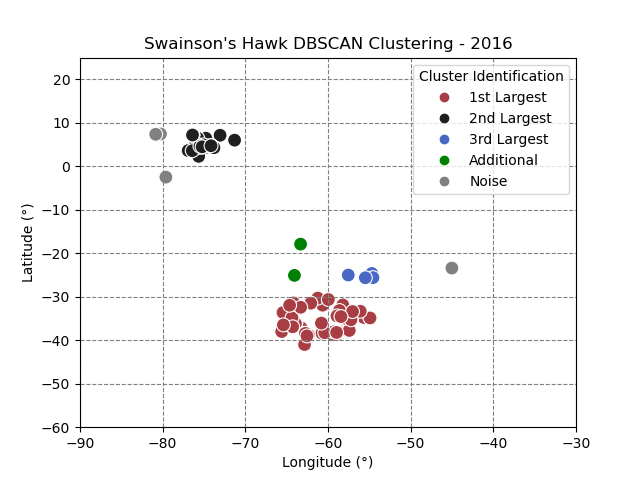 Swainson's Hawk DBSCAN Clustering - 2016
Cluster Identification
1st Largest
2nd Largest
3rd Largest
Additional
Noise
Latitude (°)
20
10
0
−10
−20
−30
−40
−50
−60
−90 −80 −70 −60 −50 −40 −30
Longitude (°)